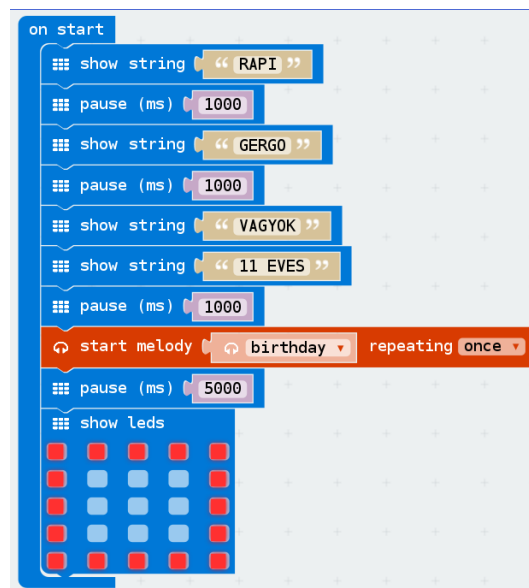 on start
show string “ RAPI ”
pause (ms) 1000
show string “ GERGO ”
pause (ms) 1000
show string “ VAGYOK ”
show string “ 11 EVES ”
pause (ms) 1000
start melody birthday repeating once
pause (ms) 5000
show leds